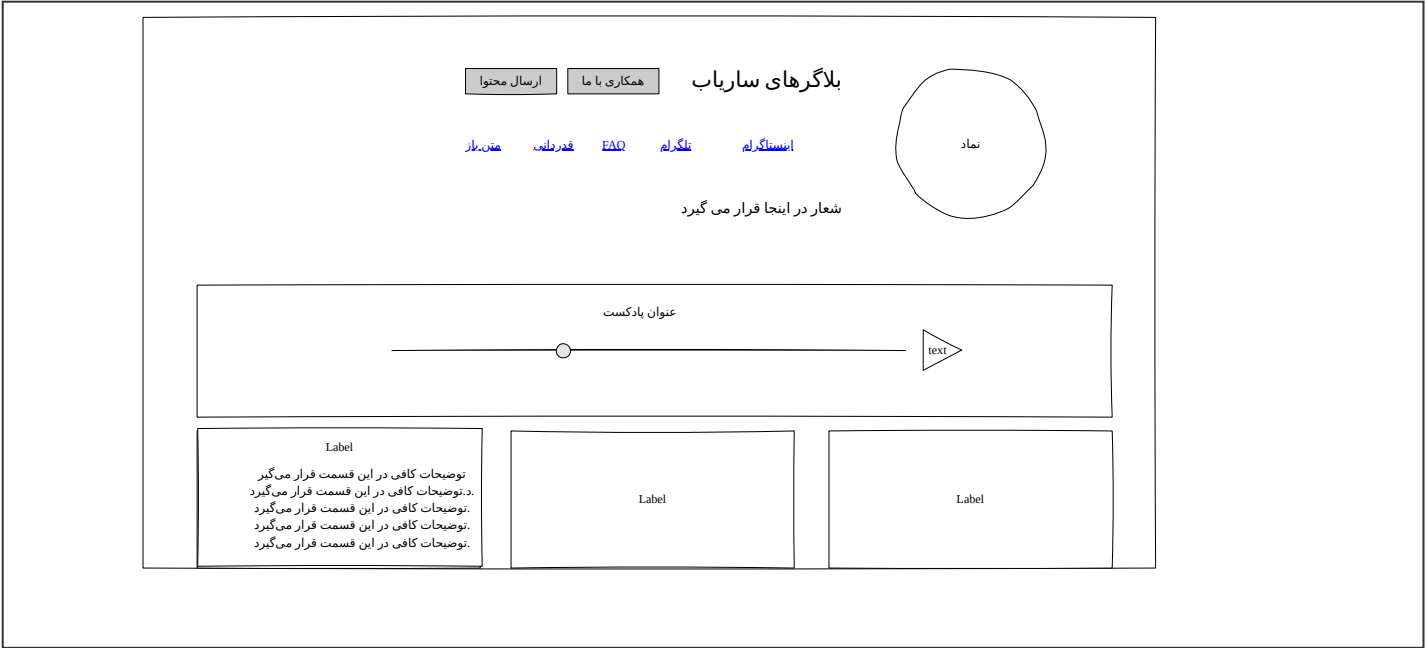 بلاگرهای ساریاب
همکاری با ما
ارسال محتوا
نماد
اینستاگرام
تلگرام
FAQ
قدردانی
متن باز
شعار در اینجا قرار می گیرد
عنوان پادکست
text
Label
Label
Label
توضیحات کافی در این قسمت قرار می‌گیر
د.توضیحات کافی در این قسمت قرار می‌گیرد.
توضیحات کافی در این قسمت قرار می‌گیرد.
توضیحات کافی در این قسمت قرار می‌گیرد.
توضیحات کافی در این قسمت قرار می‌گیرد.